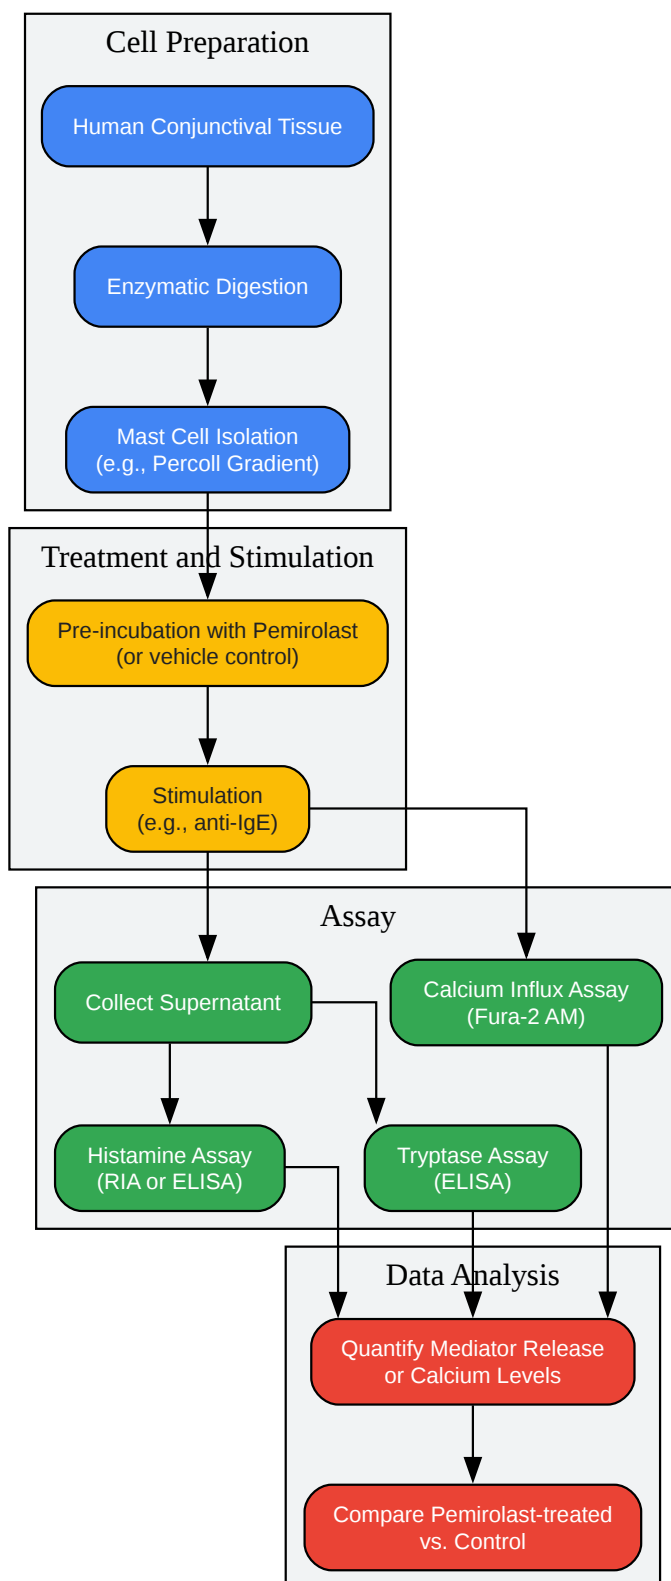 Cell Preparation
Human Conjunctival Tissue
Enzymatic Digestion
Mast Cell Isolation
(e.g., Percoll Gradient)
Treatment and Stimulation
Pre-incubation with Pemirolast
(or vehicle control)
Stimulation
(e.g., anti-IgE)
Assay
Collect Supernatant
Calcium Influx Assay
(Fura-2 AM)
Histamine Assay
(RIA or ELISA)
Tryptase Assay
(ELISA)
Data Analysis
Quantify Mediator Release
or Calcium Levels
Compare Pemirolast-treated
vs. Control